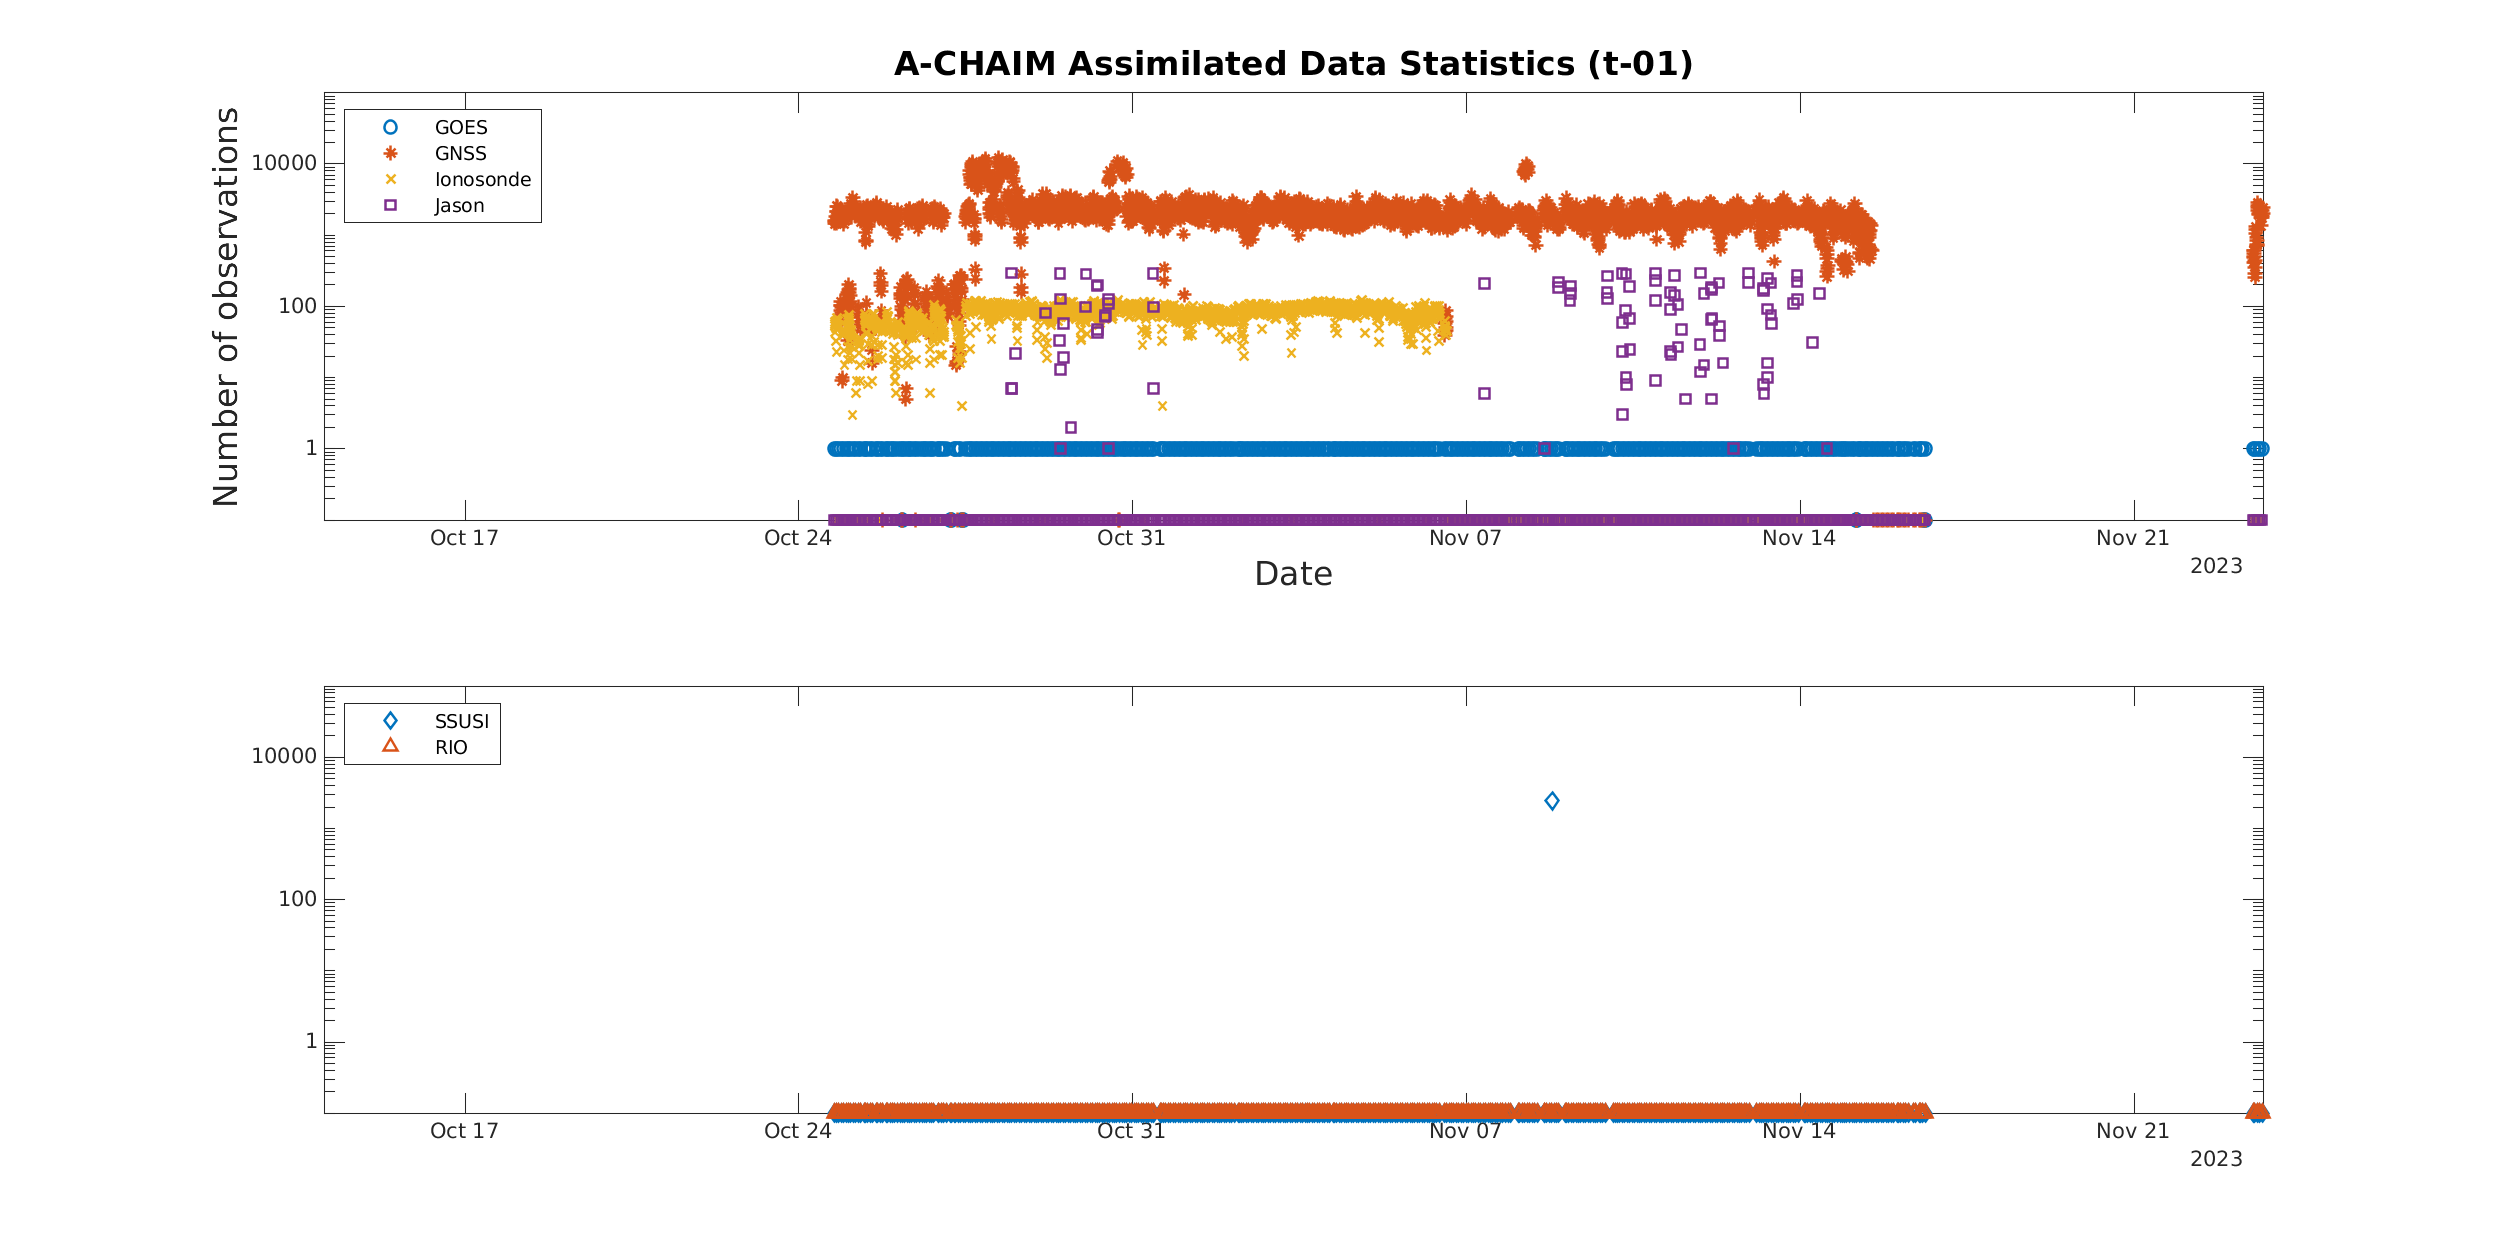 A-CHAIM Assimilated Data Statistics (t-01)
Number of observations
10000
100
1
GOES
GNSS
Ionosonde
Jason
Oct 17
Oct 24
Oct 31
Nov 07
Nov 14
Nov 21
2023
Date
10000
100
1
SSUSI
RIO
Oct 17
Oct 24
Oct 31
Nov 07
Nov 14
Nov 21
2023